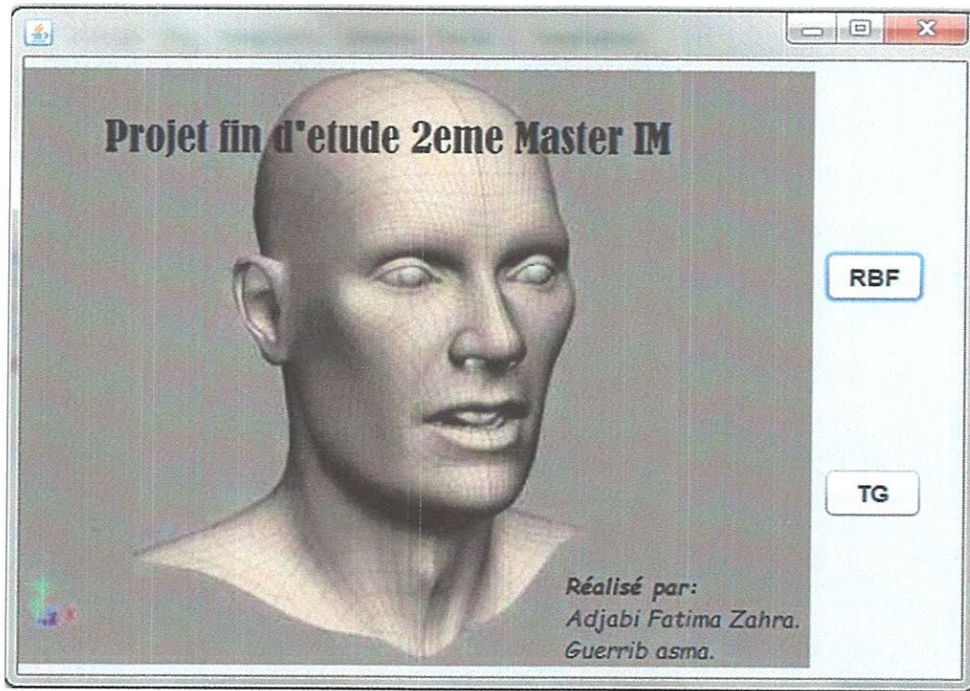 Projet fin d"etude 2eme Master IM
RBF
TG
Réalisé par:
Adjabi Fatima Zahra.
Guerrib asma.